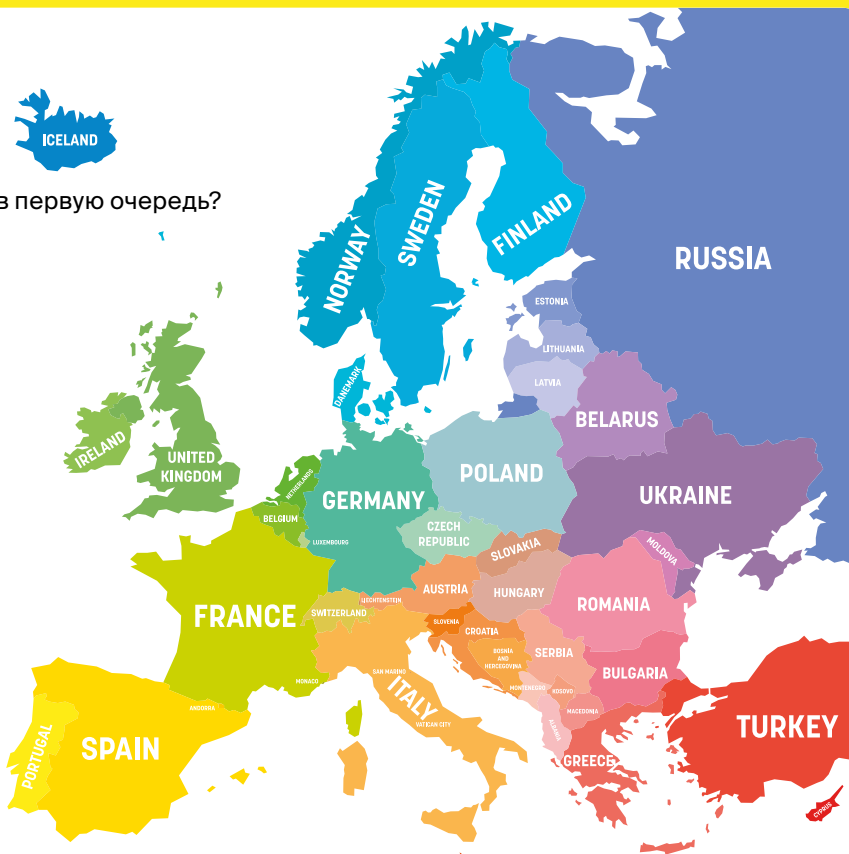 ICELAND
в первую очередь?
NORWAY
SWEDEN
FINLAND
RUSSIA
ESTONIA
LITHUANIA
LATVIA
DANEMARK
BELARUS
IRELAND
UNITED
KINGDOM
NETHERLANDS
BELGIUM
LUXEMBOURG
GERMANY
POLAND
CZECH
REPUBLIC
UKRAINE
SLOVAKIA
MOLDOVA
FRANCE
SWITZERLAND
LIECHTENSTEIN
AUSTRIA
HUNGARY
ROMANIA
SLOVENIA
CROATIA
BOSNIA
AND
HERCEGOVINA
SERBIA
BULGARIA
MONACO
SAN MARINO
ITALY
VATICAN CITY
MONTENEGRO
KOSOVO
MACEDONIA
ALBANIA
GREECE
ANDORRA
PORTUGAL
SPAIN
TURKEY
CYPRUS